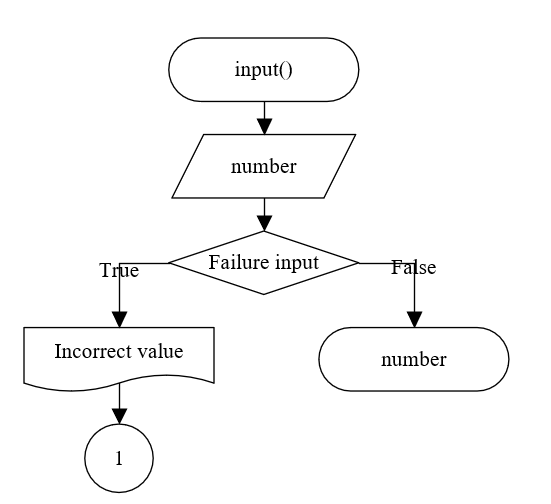 input()
number
Failure input
True
False
Incorrect value
number
1